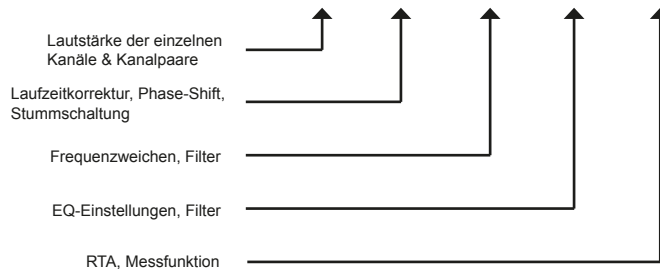 Lautstärke der einzelnen
Kanäle & Kanalpaare
Laufzeitkorrektur, Phase-Shift,
Stummschaltung
Frequenzweichen, Filter
EQ-Einstellungen, Filter
RTA, Messfunktion